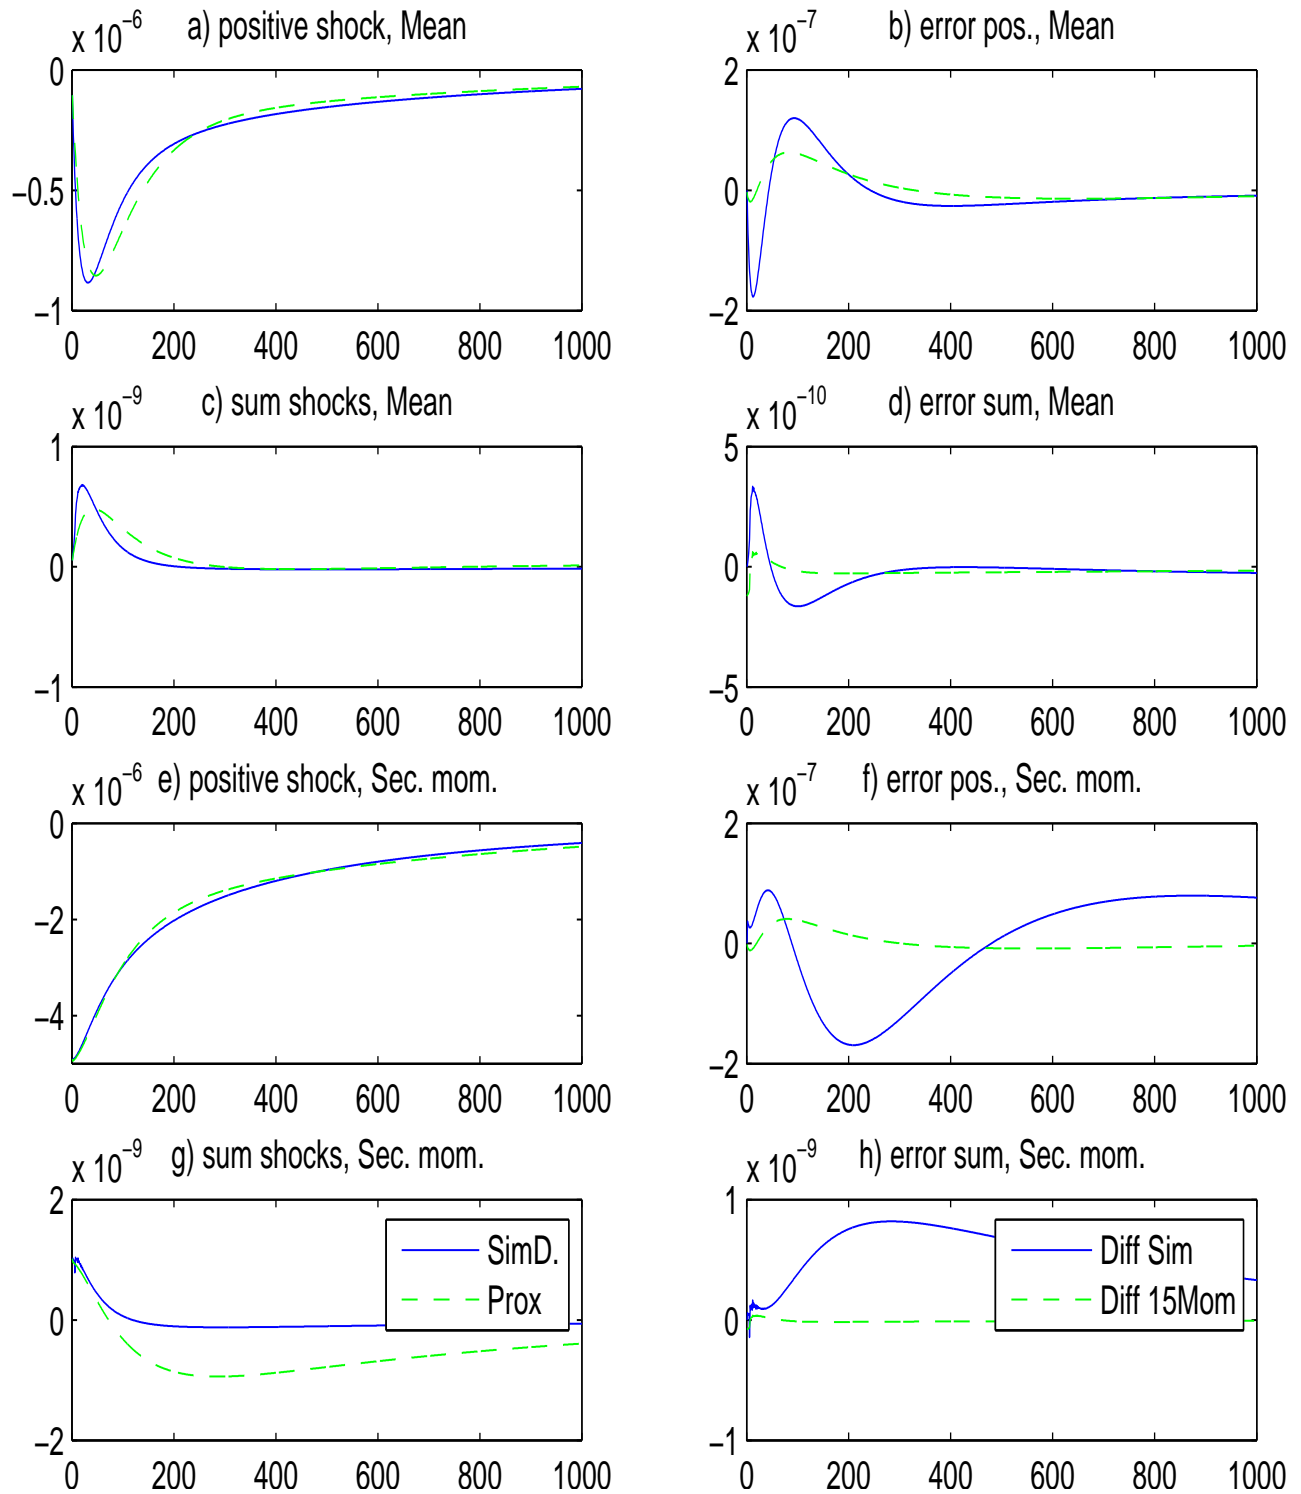 a) positive shock, Mean
x 10⁻⁶
0
−0.5
−1
0 200 400 600 800 1000
b) error pos., Mean
x 10⁻⁷
2
0
−2
0 200 400 600 800 1000
c) sum shocks, Mean
x 10⁻⁹
1
0
−1
0 200 400 600 800 1000
d) error sum, Mean
x 10⁻¹⁰
5
0
−5
0 200 400 600 800 1000
e) positive shock, Sec. mom.
x 10⁻⁶
0
−2
−4
0 200 400 600 800 1000
f) error pos., Sec. mom.
x 10⁻⁷
2
0
−2
0 200 400 600 800 1000
g) sum shocks, Sec. mom.
x 10⁻⁹
2
0
−2
SimD.
Prox
0 200 400 600 800 1000
h) error sum, Sec. mom.
x 10⁻⁹
1
0
−1
Diff Sim
Diff 15Mom
0 200 400 600 800 1000